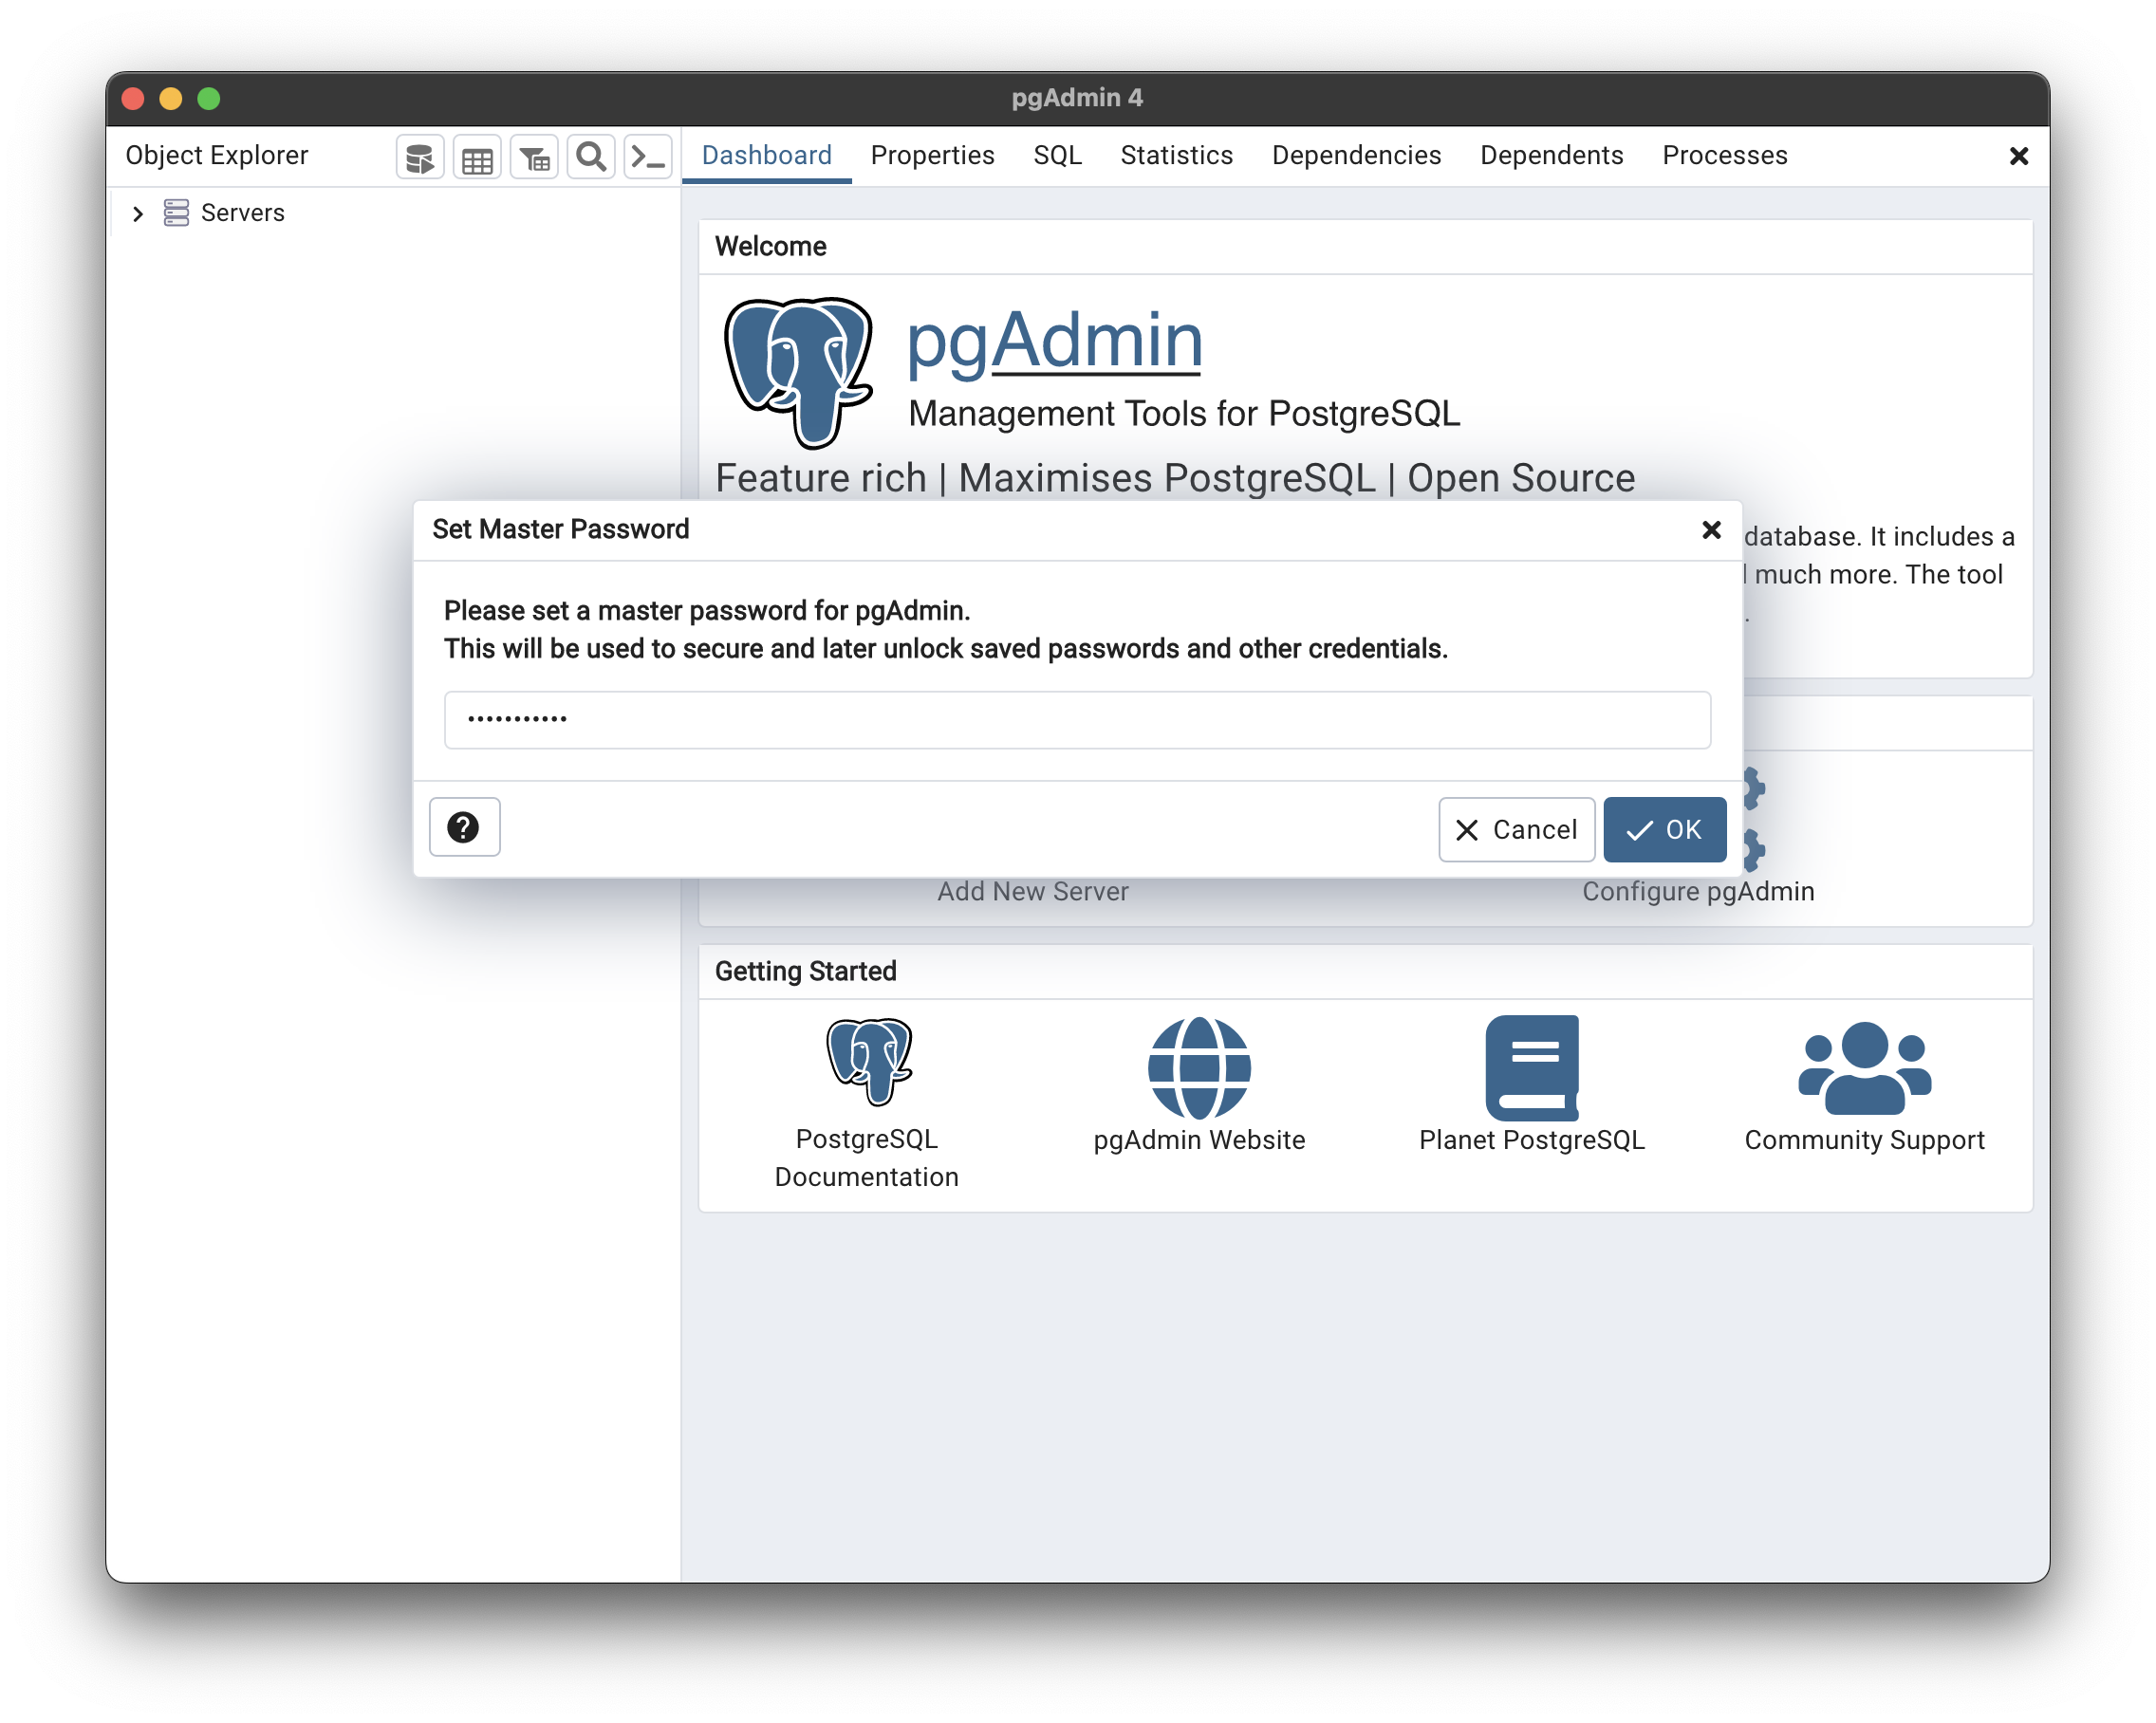 pgAdmin 4
Object Explorer
Dashboard Properties SQL Statistics Dependencies Dependents Processes
Servers
Welcome
pgAdmin
Management Tools for PostgreSQL
Feature rich | Maximises PostgreSQL | Open Source
database. It includes a
much more. The tool
.
Set Master Password
Please set a master password for pgAdmin.
This will be used to secure and later unlock saved passwords and other credentials.
•••••••••••
?
Cancel
OK
Add New Server
Configure pgAdmin
Getting Started
PostgreSQL
Documentation
pgAdmin Website
Planet PostgreSQL
Community Support